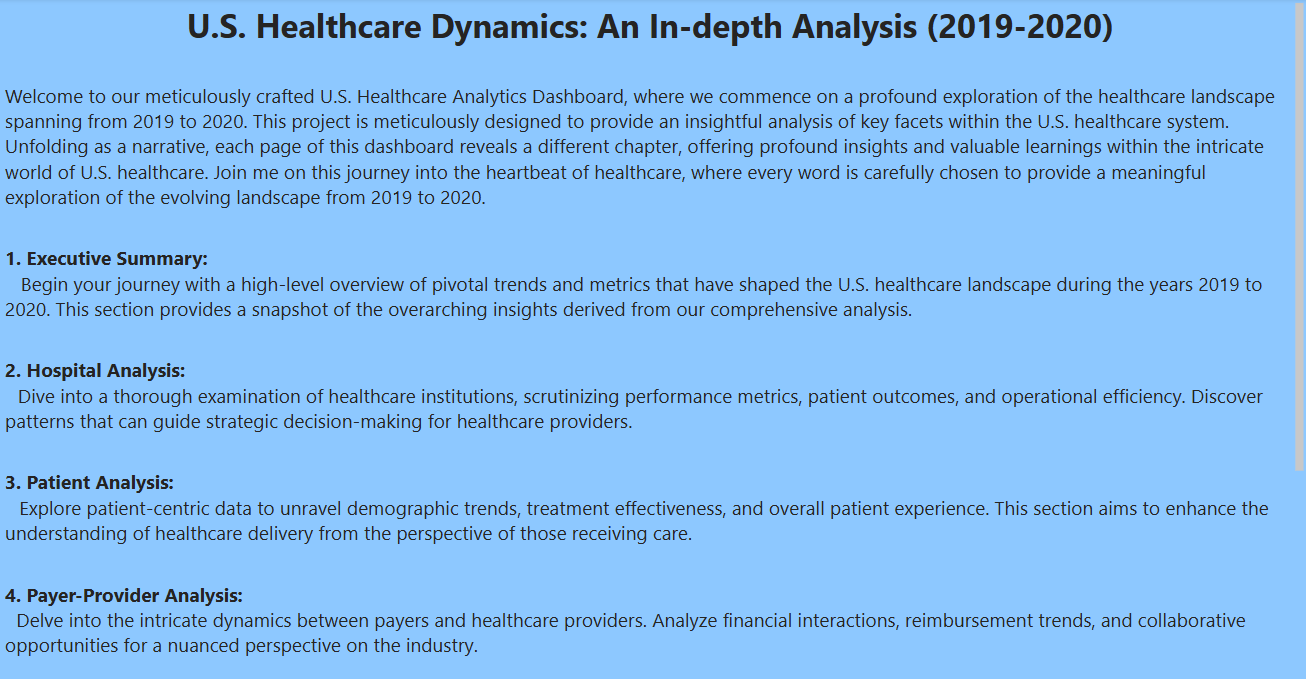 U.S. Healthcare Dynamics: An In-depth Analysis (2019-2020)
Welcome to our meticulously crafted U.S. Healthcare Analytics Dashboard, where we commence on a profound exploration of the healthcare landscape
spanning from 2019 to 2020. This project is meticulously designed to provide an insightful analysis of key facets within the U.S. healthcare system.
Unfolding as a narrative, each page of this dashboard reveals a different chapter, offering profound insights and valuable learnings within the intricate
world of U.S. healthcare. Join me on this journey into the heartbeat of healthcare, where every word is carefully chosen to provide a meaningful
exploration of the evolving landscape from 2019 to 2020.
1. Executive Summary:
Begin your journey with a high-level overview of pivotal trends and metrics that have shaped the U.S. healthcare landscape during the years 2019 to
2020. This section provides a snapshot of the overarching insights derived from our comprehensive analysis.
2. Hospital Analysis:
Dive into a thorough examination of healthcare institutions, scrutinizing performance metrics, patient outcomes, and operational efficiency. Discover
patterns that can guide strategic decision-making for healthcare providers.
3. Patient Analysis:
Explore patient-centric data to unravel demographic trends, treatment effectiveness, and overall patient experience. This section aims to enhance the
understanding of healthcare delivery from the perspective of those receiving care.
4. Payer-Provider Analysis:
Delve into the intricate dynamics between payers and healthcare providers. Analyze financial interactions, reimbursement trends, and collaborative
opportunities for a nuanced perspective on the industry.